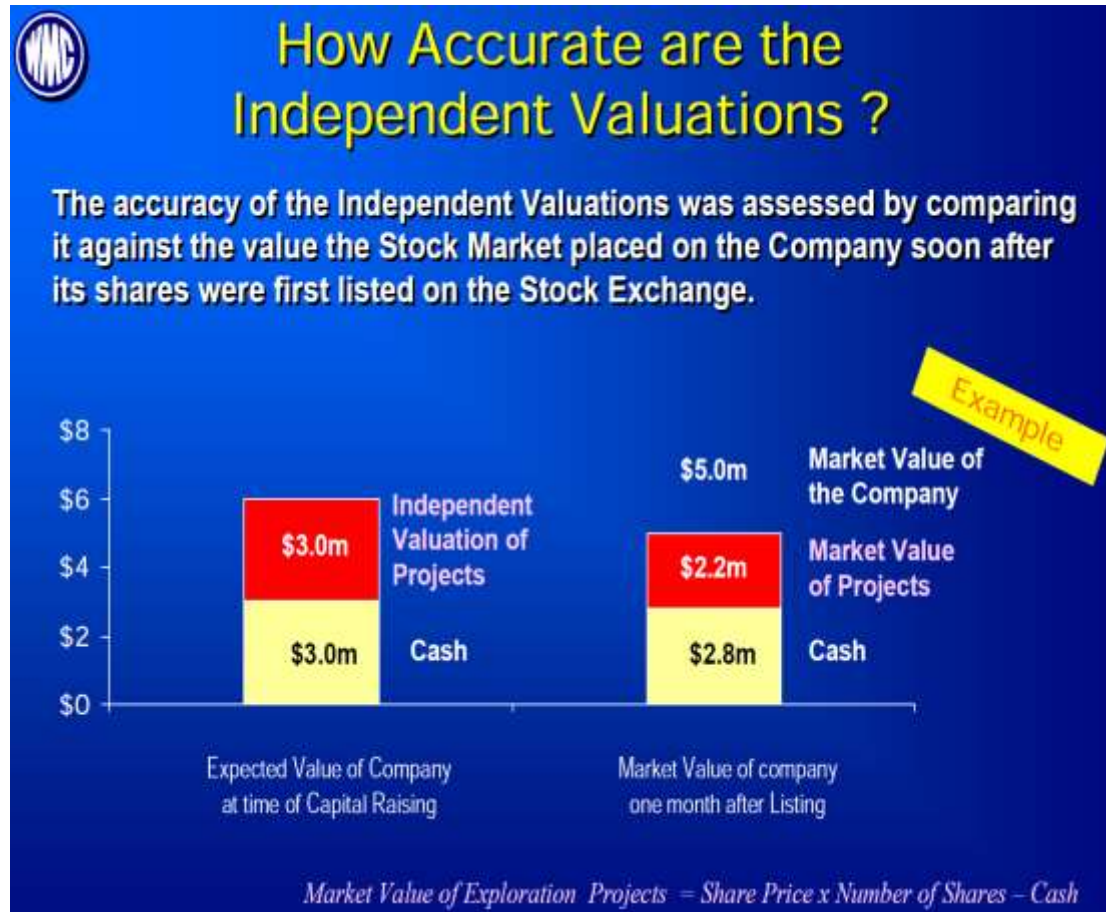 WMC
How Accurate are the
Independent Valuations ?
The accuracy of the Independent Valuations was assessed by comparing
it against the value the Stock Market placed on the Company soon after
its shares were first listed on the Stock Exchange.
Example
$8
$6
$4
$2
$0
$3.0m
Independent
Valuation of
Projects
$3.0m
Cash
$5.0m
Market Value of
the Company
$2.2m
Market Value
of Projects
$2.8m
Cash
Expected Value of Company
at time of Capital Raising
Market Value of company
one month after Listing
Market Value of Exploration Projects = Share Price x Number of Shares – Cash